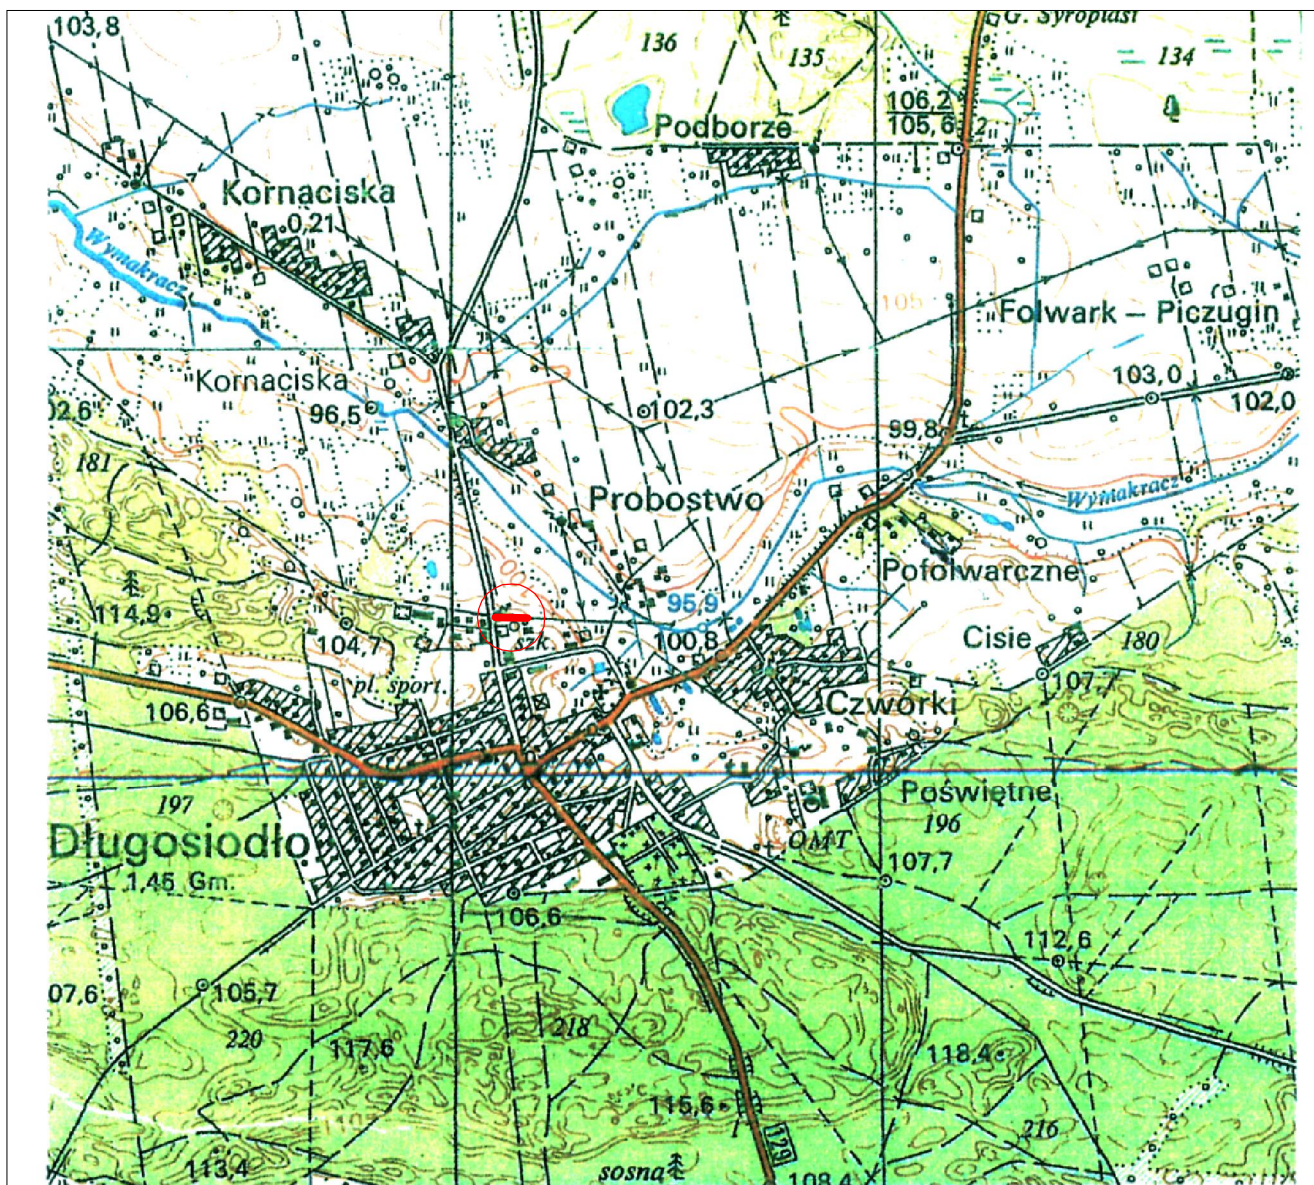 103,8
136
135
G. Syropiast
134
106,2
105,6
2
Podborze
Kornaciska
0.21
Wymakracz
105
Folwark – Piczugin
Kornaciska
96,5
102,3
103,0
102,0
99,8
02,6
181
Probostwo
Wymakracz
Pofolwarczne
114,9
95,9
104,7
szk.
100,8
Cisie
180
pl. sport.
107,7
106,6
Czwórki
197
Poświętne
196
Długosiodło
1,45 Gm.
OMT
107,7
106,6
112,6
07,6
105,7
220
218
117,6
118,4
115,6
129
216
113,4
sosna
108,4